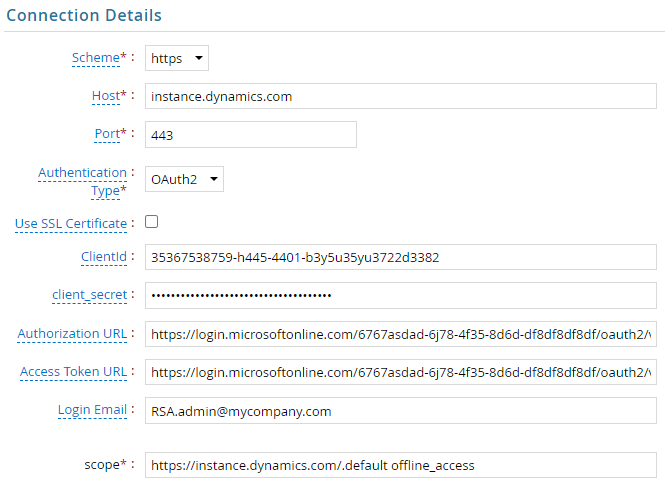 Connection Details
Scheme* : https
Host* : instance.dynamics.com
Port* : 443
Authentication :
Type* OAuth2
Use SSL Certificate :
ClientId : 35367538759-h445-4401-b3y5u35yu3722d3382
client_secret : •••••••••••••••••••••••••••••••••••••
Authorization URL : https://login.microsoftonline.com/6767asdad-6j78-4f35-8d6d-df8df8df8df/oauth2/
Access Token URL : https://login.microsoftonline.com/6767asdad-6j78-4f35-8d6d-df8df8df8df/oauth2/
Login Email : RSA.admin@mycompany.com
scope* : https://instance.dynamics.com/.default offline_access